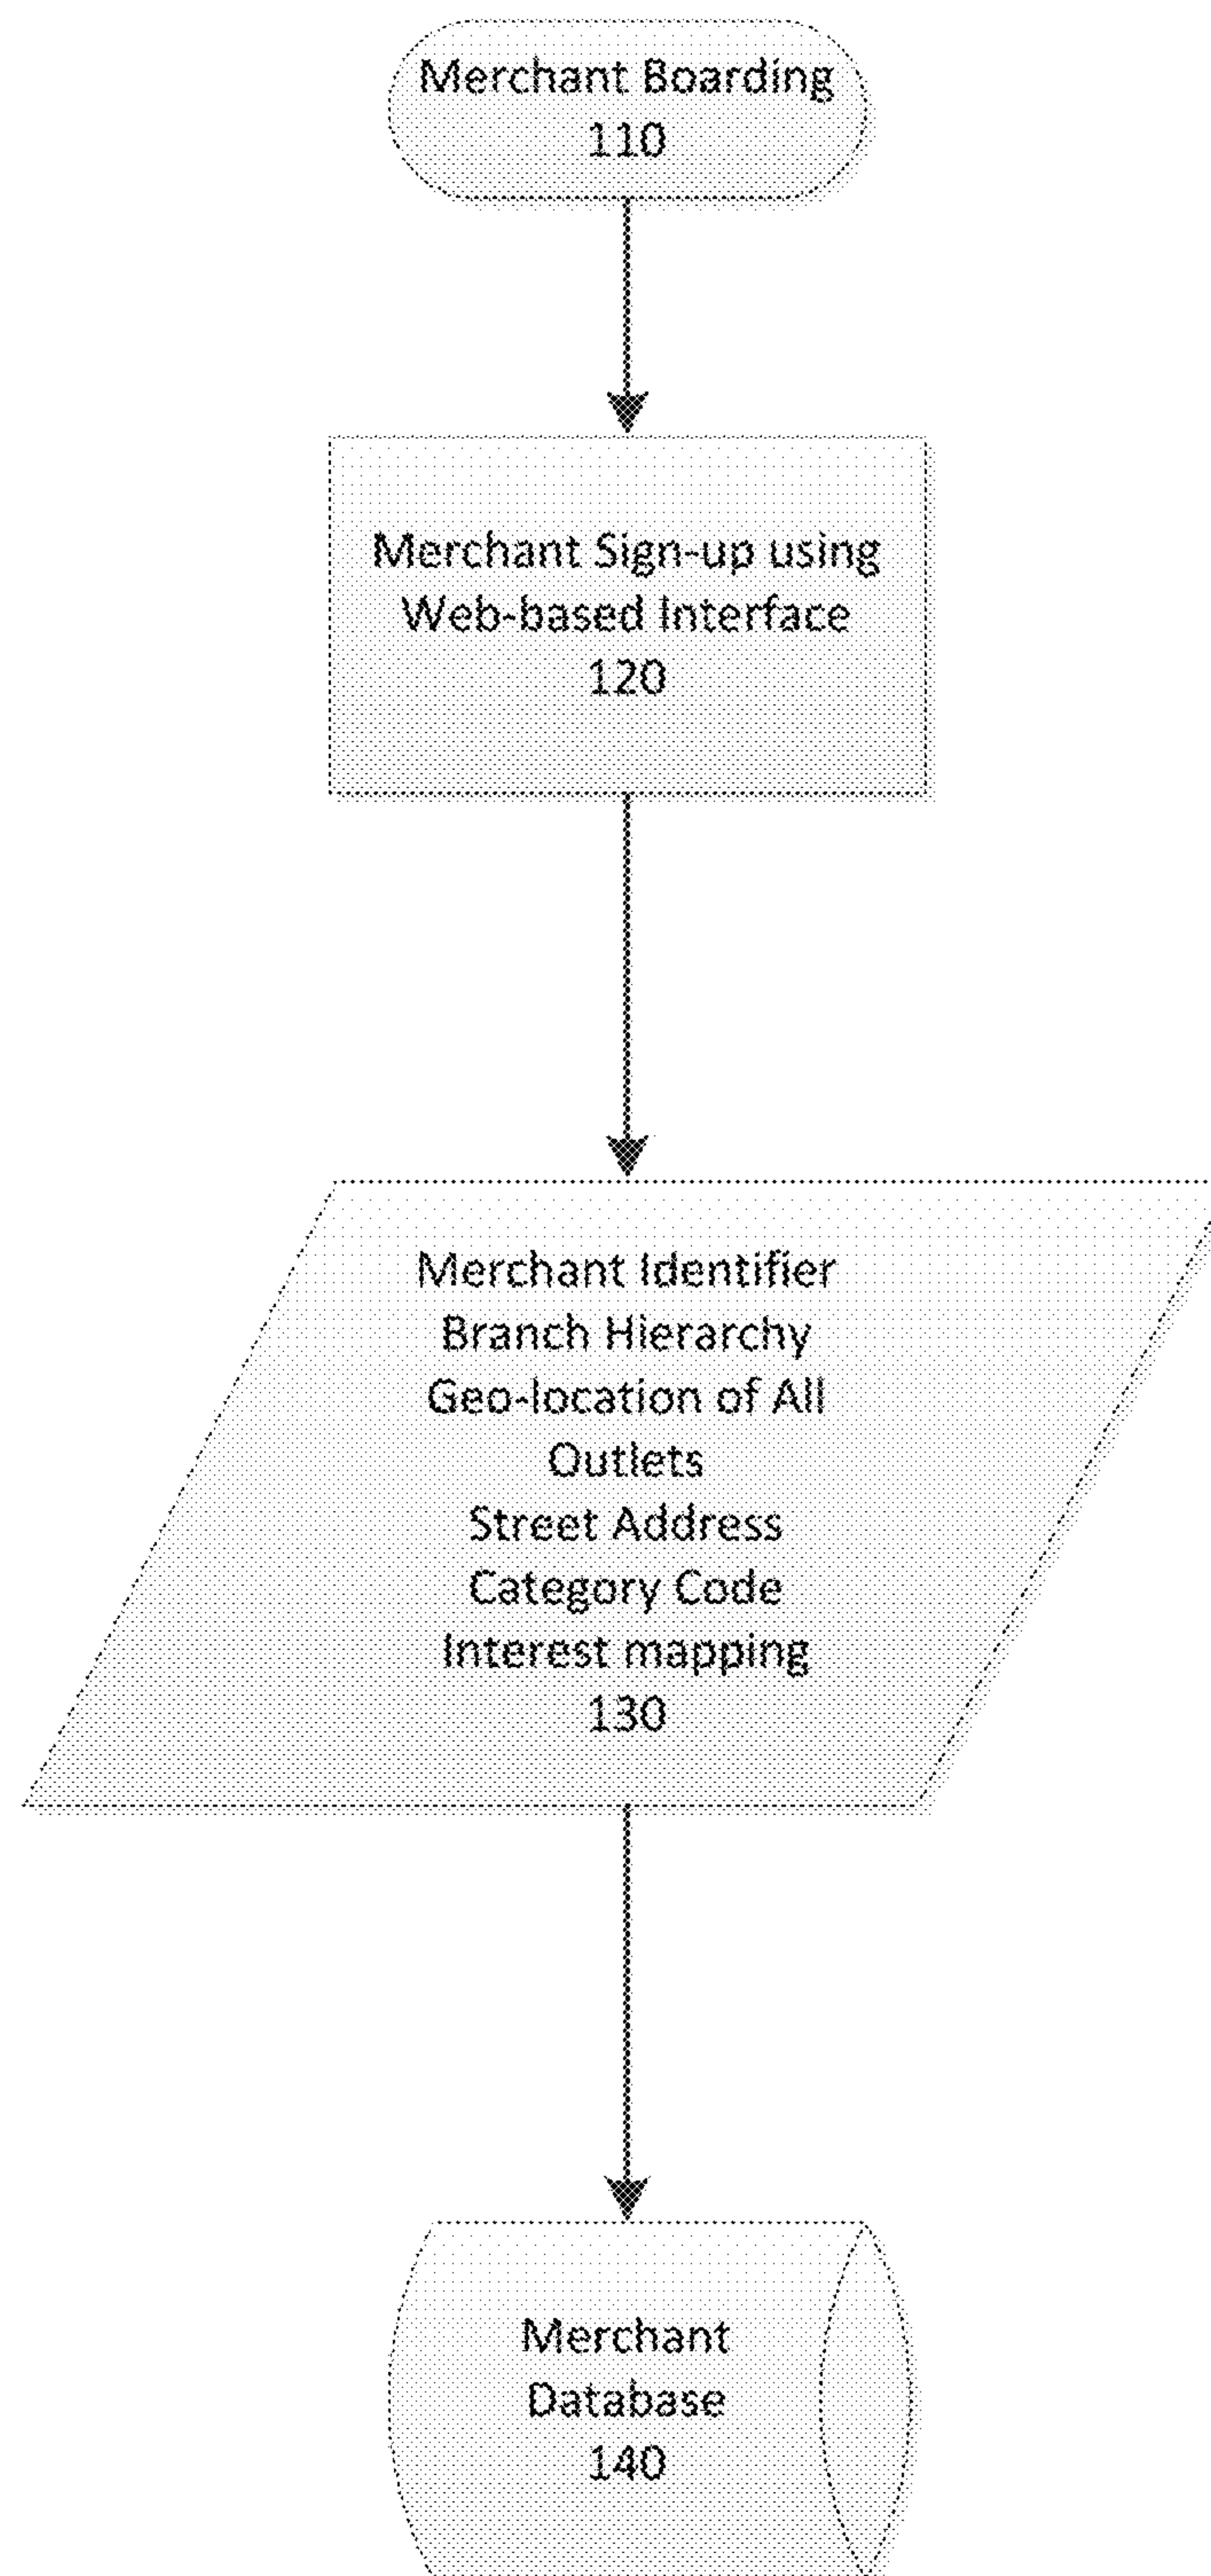 Merchant Boarding
110
Merchant Sign-up using
Web-based Interface
120
Merchant Identifier
Branch Hierarchy
Geo-location of All
Outlets
Street Address
Category Code
Interest mapping
130
Merchant
Database
140